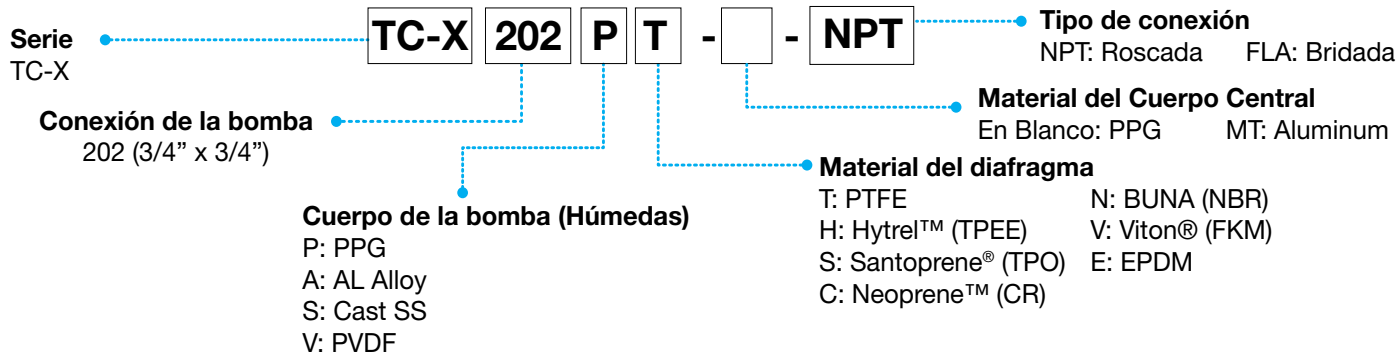 Serie
TC-X
TC-X 202 P T - - NPT
Tipo de conexión
NPT: Roscada FLA: Bridada
Conexión de la bomba
202 (3/4” x 3/4”)
Material del Cuerpo Central
En Blanco: PPG MT: Aluminum
Cuerpo de la bomba (Húmedas)
P: PPG
A: AL Alloy
S: Cast SS
V: PVDF
Material del diafragma
T: PTFE N: BUNA (NBR)
H: Hytrel™ (TPEE) V: Viton® (FKM)
S: Santoprene® (TPO) E: EPDM
C: Neoprene™ (CR)